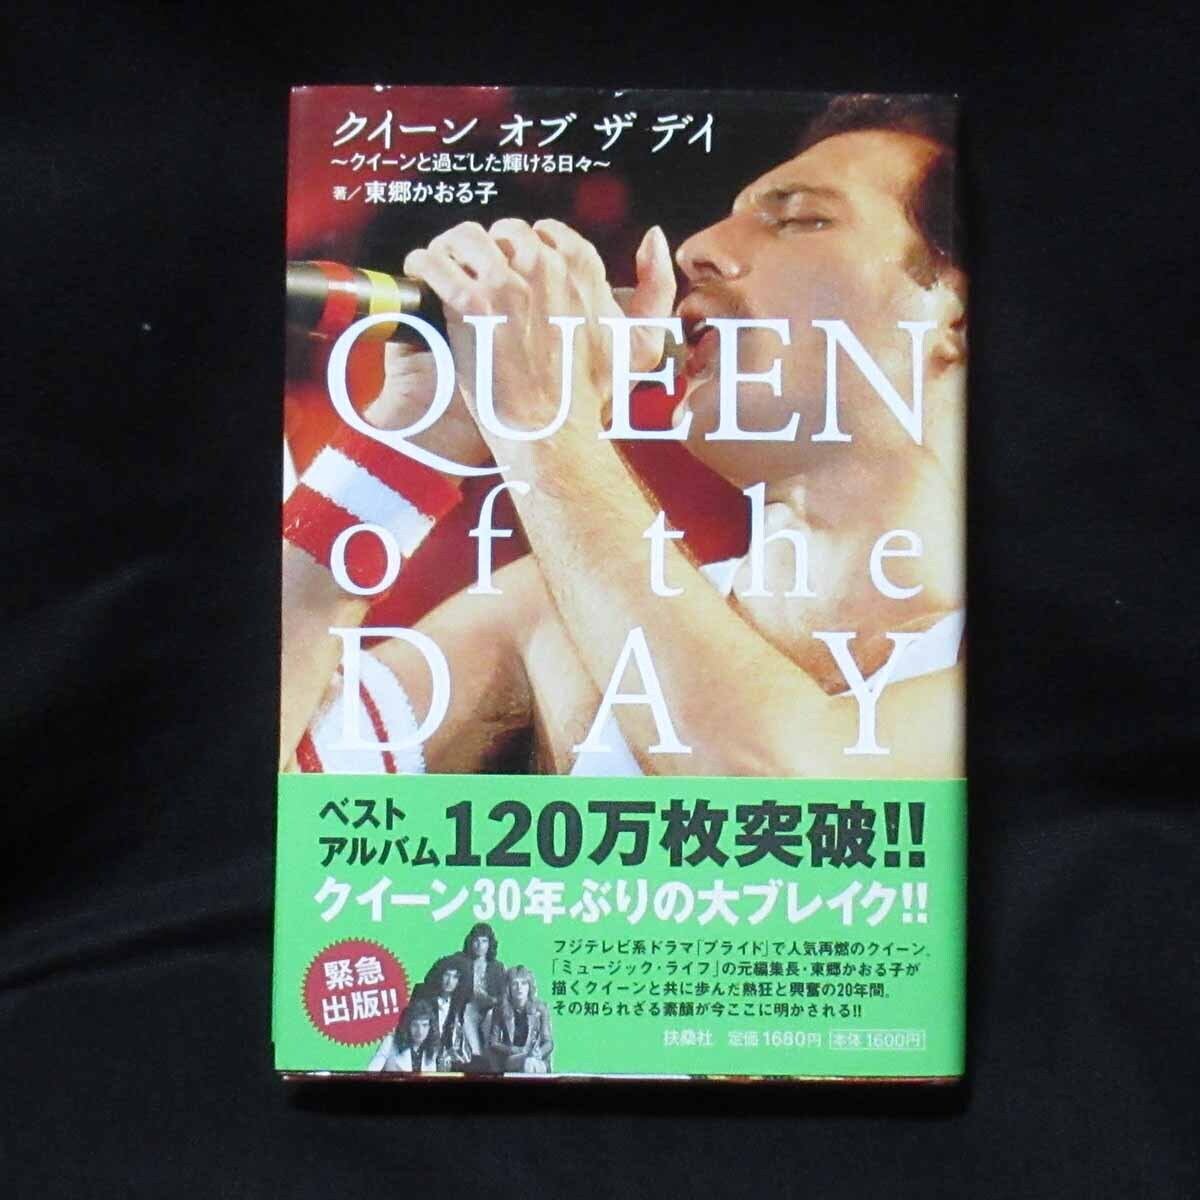 クイーン オブ ザ デイ
～クイーンと過ごした輝ける日々～
著／東郷かおる子
QUEEN
of the
DAY
ベスト
アルバム120万枚突破!!
クイーン30年ぶりの大ブレイク!!
緊急
出版!!
フジテレビ系ドラマ「プライド」で人気再燃のクイーン。
「ミュージック・ライフ」の元編集長・東郷かおる子が
描くクイーンと共に歩んだ熱狂と興奮の20年間。
その知られざる素顔が今ここに明かされる!!
扶桑社 定価1680円 本体1600円